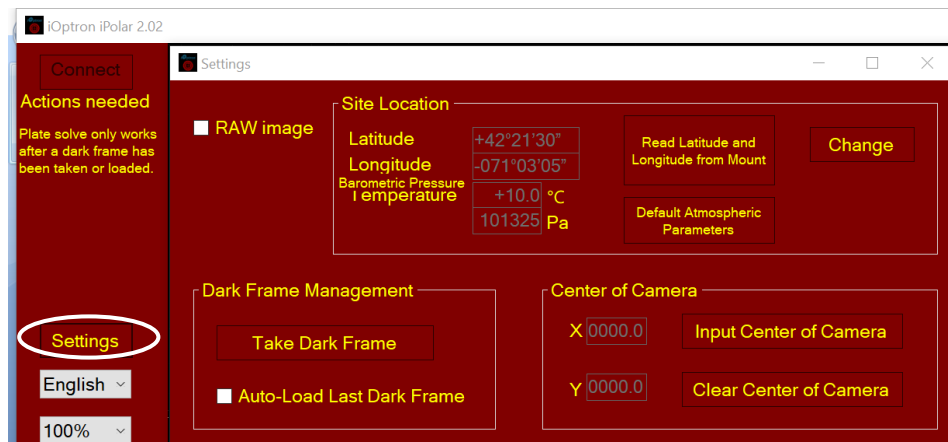 iOptron iPolar 2.02
Connect
Actions needed
Plate solve only works
after a dark frame has
been taken or loaded.
Settings
English
100%
Settings
RAW image
Site Location
Latitude
+42°21'30"
Longitude
-071°03'05"
Barometric Pressure
Temperature
+10.0 °C
101325 Pa
Read Latitude and
Longitude from Mount
Default Atmospheric
Parameters
Change
Dark Frame Management
Take Dark Frame
Auto-Load Last Dark Frame
Center of Camera
X 0000.0
Input Center of Camera
Y 0000.0
Clear Center of Camera